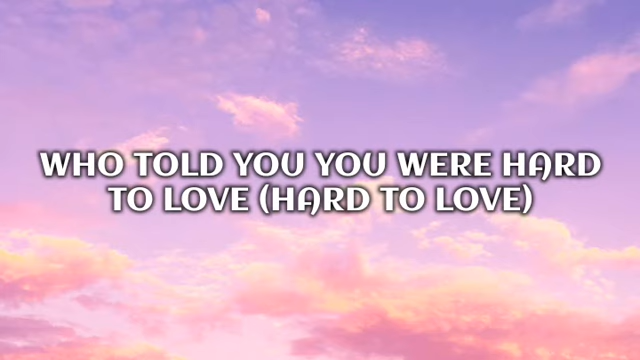 WHO TOLD YOU YOU WERE HARD
TO LOVE (HARD TO LOVE)